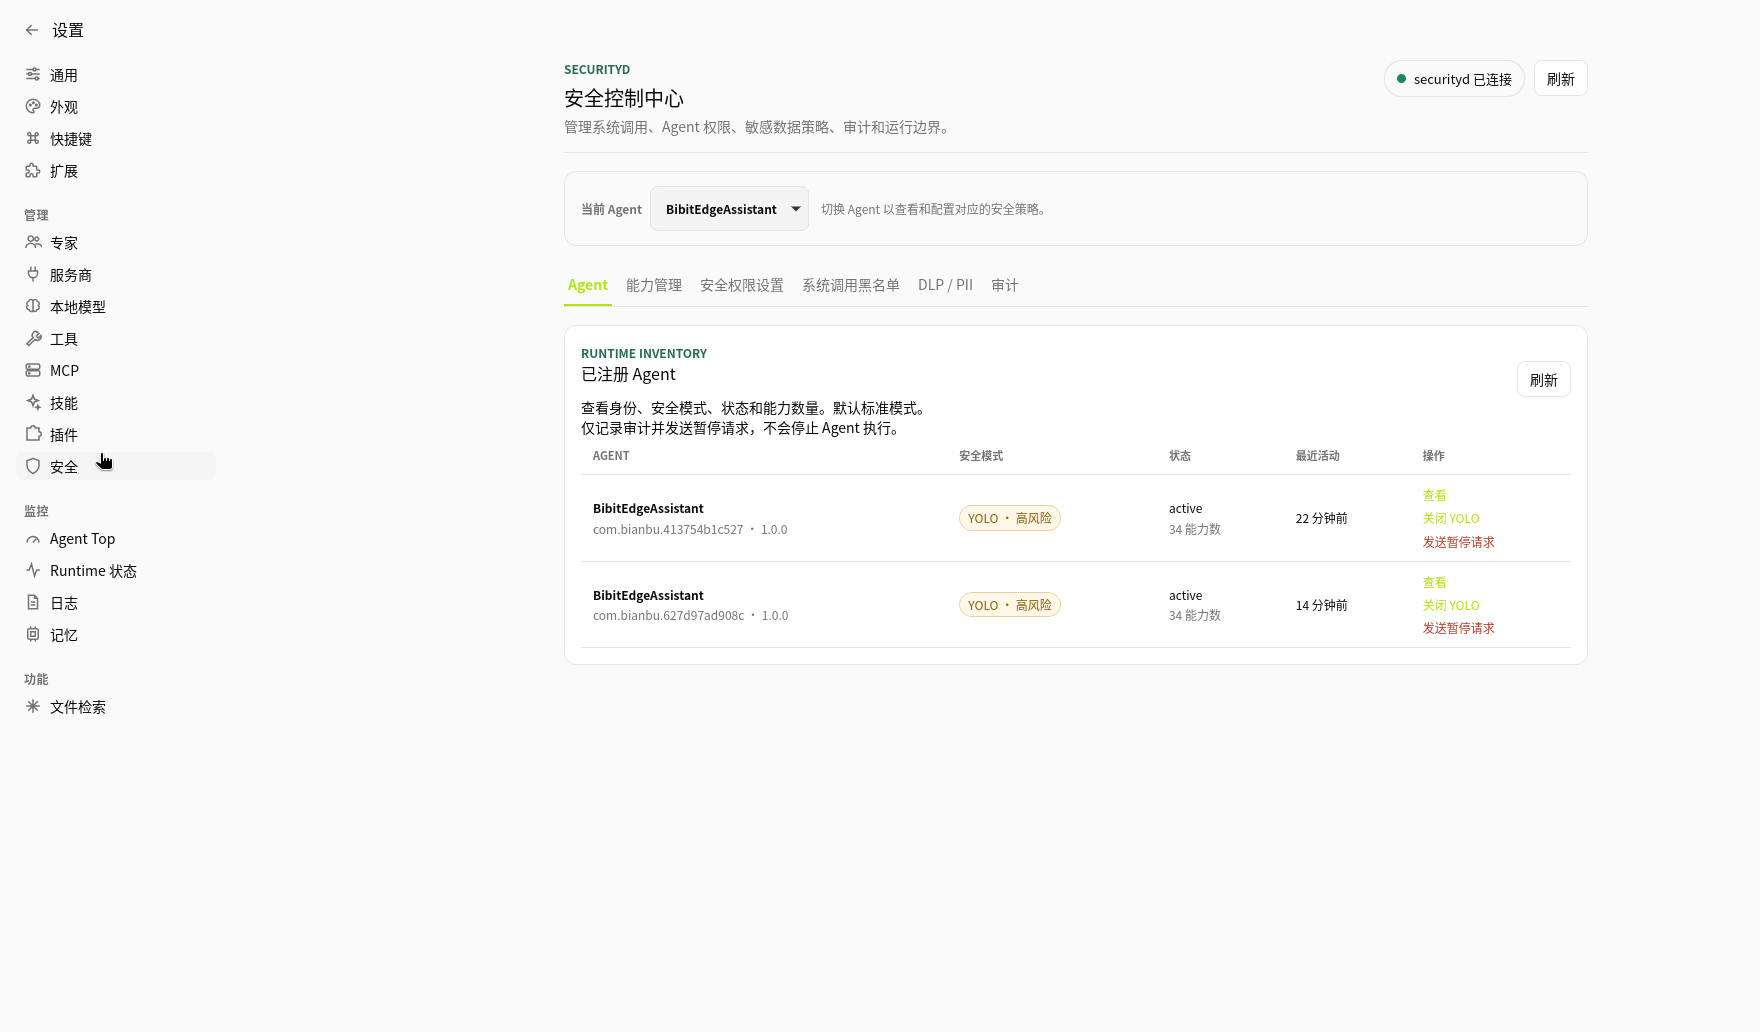 设置
通用
外观
快捷键
扩展
管理
专家
服务商
本地模型
工具
MCP
技能
插件
安全
监控
Agent Top
Runtime 状态
日志
记忆
功能
文件检索
SECURITYD
安全控制中心
管理系统调用、Agent 权限、敏感数据策略、审计和运行边界。
securityd 已连接
刷新
当前 Agent
BibitEdgeAssistant
切换 Agent 以查看和配置对应的安全策略。
Agent 能力管理 安全权限设置 系统调用黑名单 DLP / PII 审计
RUNTIME INVENTORY
已注册 Agent
刷新
查看身份、安全模式、状态和能力数量。默认标准模式。
仅记录审计并发送暂停请求，不会停止 Agent 执行。
AGENT 安全模式 状态 最近活动 操作
BibitEdgeAssistant
com.bianbu.413754b1c527 · 1.0.0
YOLO · 高风险
active
34 能力数
22 分钟前
查看
关闭 YOLO
发送暂停请求
BibitEdgeAssistant
com.bianbu.627d97ad908c · 1.0.0
YOLO · 高风险
active
34 能力数
14 分钟前
查看
关闭 YOLO
发送暂停请求